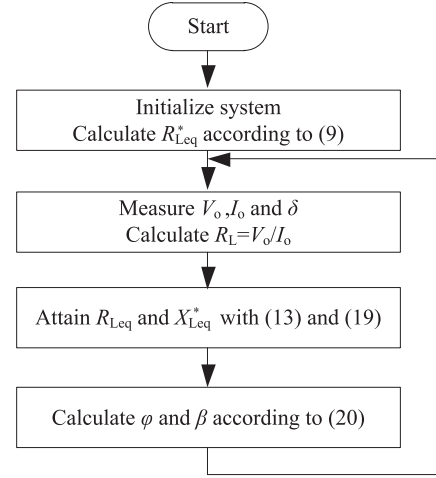 Start
Initialize system
Calculate R*Leq according to (9)
Measure Vo ,Io and δ
Calculate RL=Vo/Io
Attain RLeq and X*Leq with (13) and (19)
Calculate φ and β according to (20)